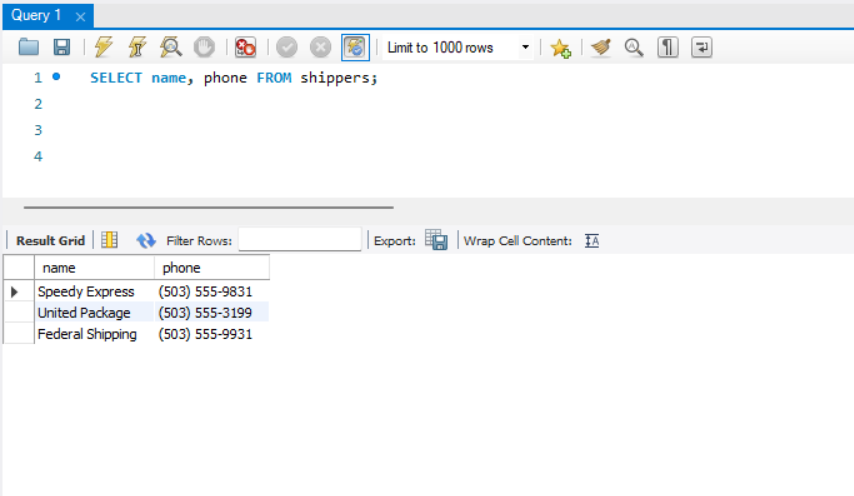 Query 1
Limit to 1000 rows
1 SELECT name, phone FROM shippers;
2
3
4
Result Grid Filter Rows: Export: Wrap Cell Content: IA
name phone
Speedy Express (503) 555-9831
United Package (503) 555-3199
Federal Shipping (503) 555-9931